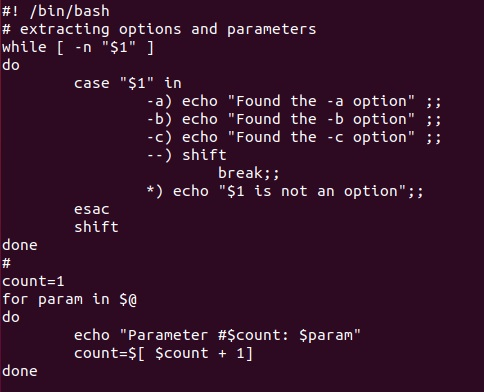 #! /bin/bash
# extracting options and parameters
while [ -n "$1" ]
do
        case "$1" in
                -a) echo "Found the -a option" ;;
                -b) echo "Found the -b option" ;;
                -c) echo "Found the -c option" ;;
                --) shift
                        break;;
                *) echo "$1 is not an option";;
        esac
        shift
done
#
count=1
for param in $@
do
        echo "Parameter #$count: $param"
        count=$[ $count + 1]
done